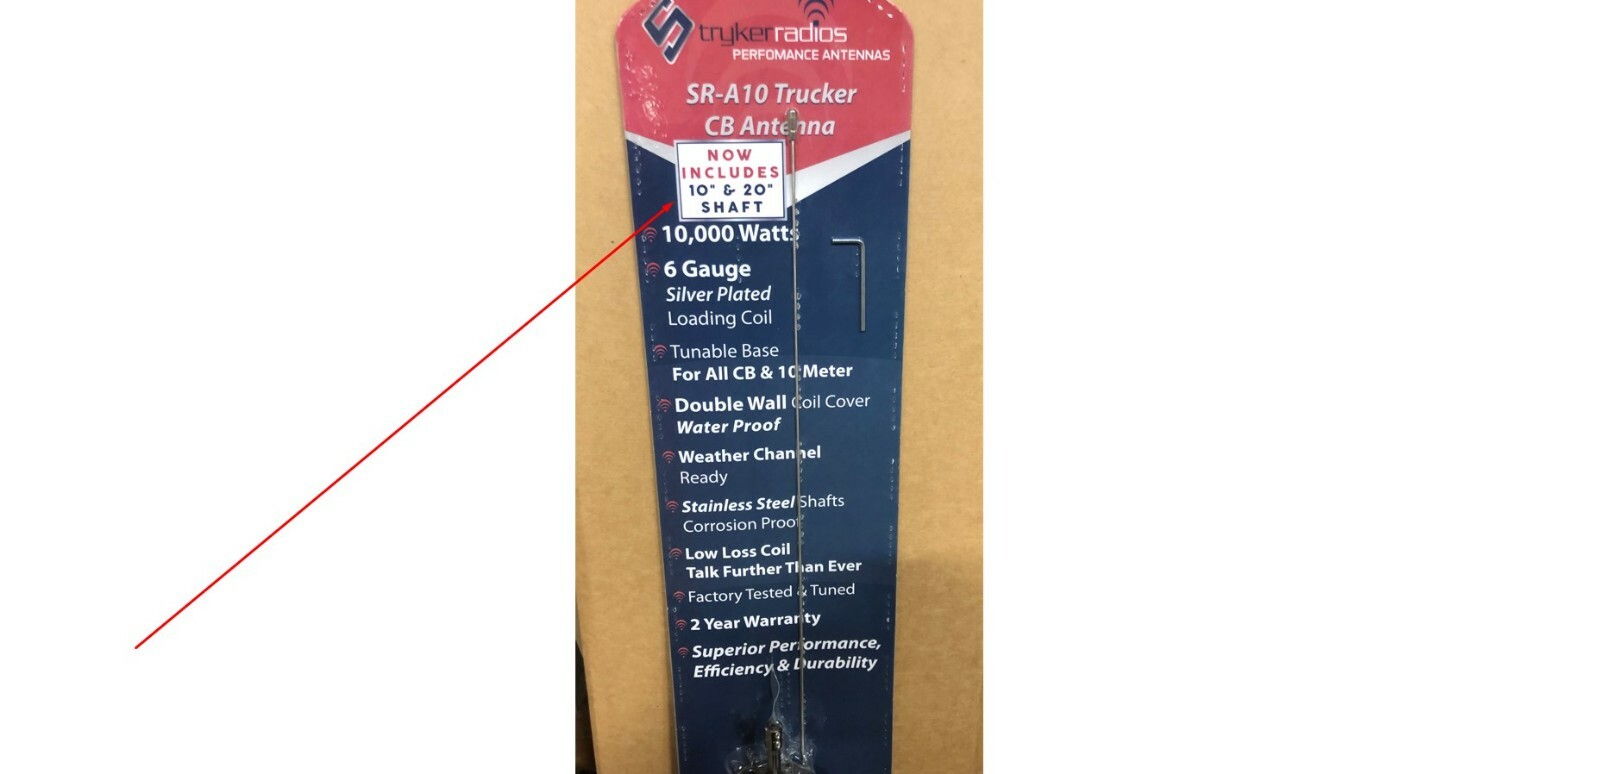 trykerradios
PERFOMANCE ANTENNAS
SR-A10 Trucker
CB Antenna
NOW
INCLUDES
10" & 20"
SHAFT
10,000 Watts
6 Gauge
Silver Plated
Loading Coil
Tunable Base
For All CB & 10 Meter
Double Wall Coil Cover
Water Proof
Weather Channel
Ready
Stainless Steel Shafts
Corrosion Proof
Low Loss Coil
Talk Further Than Ever
Factory Tested & Tuned
2 Year Warranty
Superior Performance,
Efficiency & Durability